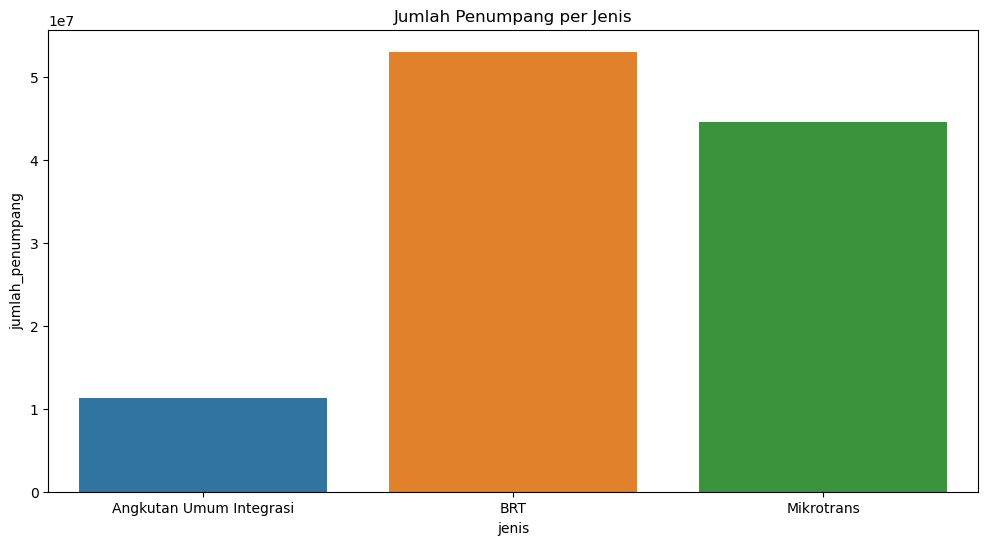 Jumlah Penumpang per Jenis
1e7
5
4
3
2
1
0
jumlah_penumpang
Angkutan Umum Integrasi BRT Mikrotrans
jenis